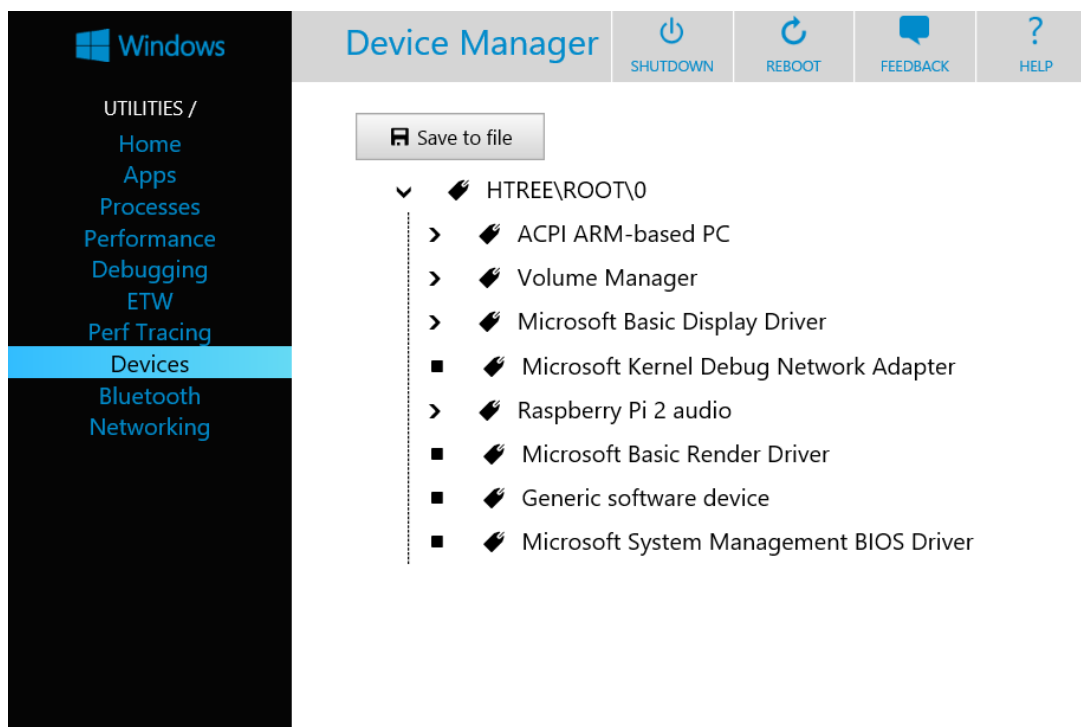 Windows
UTILITIES /
Home
Apps
Processes
Performance
Debugging
ETW
Perf Tracing
Devices
Bluetooth
Networking
Device Manager
SHUTDOWN
REBOOT
FEEDBACK
?
HELP
Save to file
HTREE\ROOT\0
ACPI ARM-based PC
Volume Manager
Microsoft Basic Display Driver
Microsoft Kernel Debug Network Adapter
Raspberry Pi 2 audio
Microsoft Basic Render Driver
Generic software device
Microsoft System Management BIOS Driver